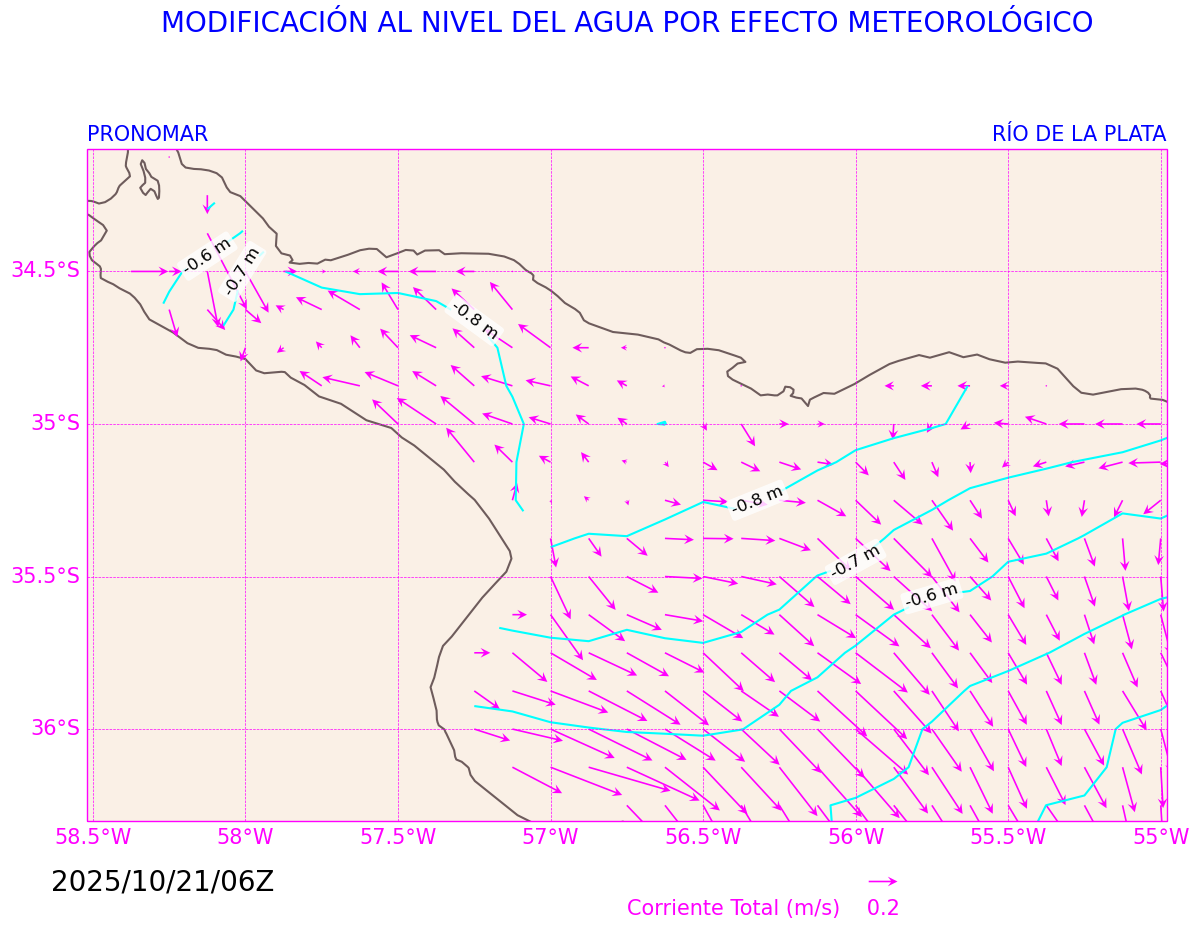 MODIFICACIÓN AL NIVEL DEL AGUA POR EFECTO METEOROLÓGICO
PRONOMAR
RÍO DE LA PLATA
-0.6 m
-0.7 m
-0.8 m
-0.8 m
-0.7 m
-0.6 m
34.5°S
35°S
35.5°S
36°S
58.5°W 58°W 57.5°W 57°W 56.5°W 56°W 55.5°W 55°W
2025/10/21/06Z
Corriente Total (m/s) 0.2